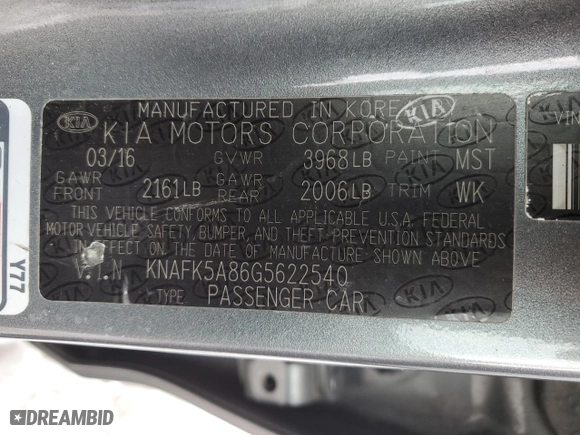 MANUFACTURED IN KOREA
KIA KIA MOTORS CORPORATION
03/16 GVWR 3968LB PAINT MST
GAWR FRONT 2161LB GAWR REAR 2006LB TRIM WK
THIS VEHICLE CONFORMS TO ALL APPLICABLE U.S.A. FEDERAL
MOTOR VEHICLE SAFETY, BUMPER, AND THEFT PREVENTION STANDARDS
IN EFFECT ON THE DATE OF MANUFACTURE SHOWN ABOVE.
V.I.N KNAFK5A86G5622540
TYPE PASSENGER CAR
Y77
VIN
DREAMBID